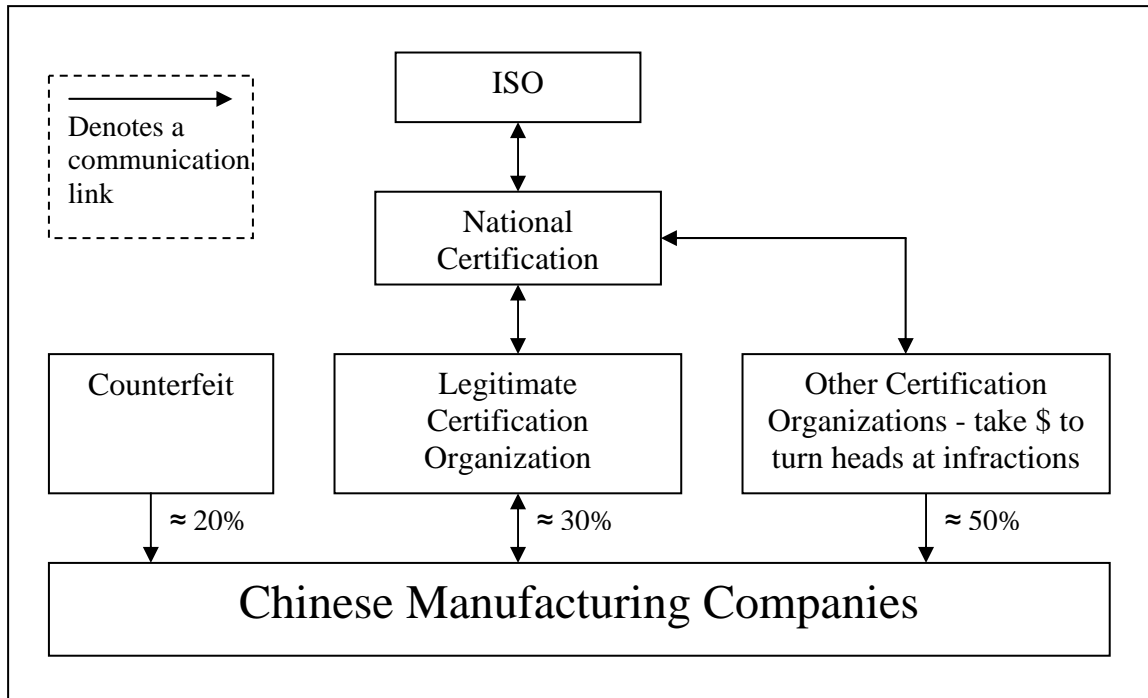 ISO
Denotes a
communication
link
National
Certification
Counterfeit
Legitimate
Certification
Organization
Other Certification
Organizations - take $ to
turn heads at infractions
≈ 20%
≈ 30%
≈ 50%
Chinese Manufacturing Companies